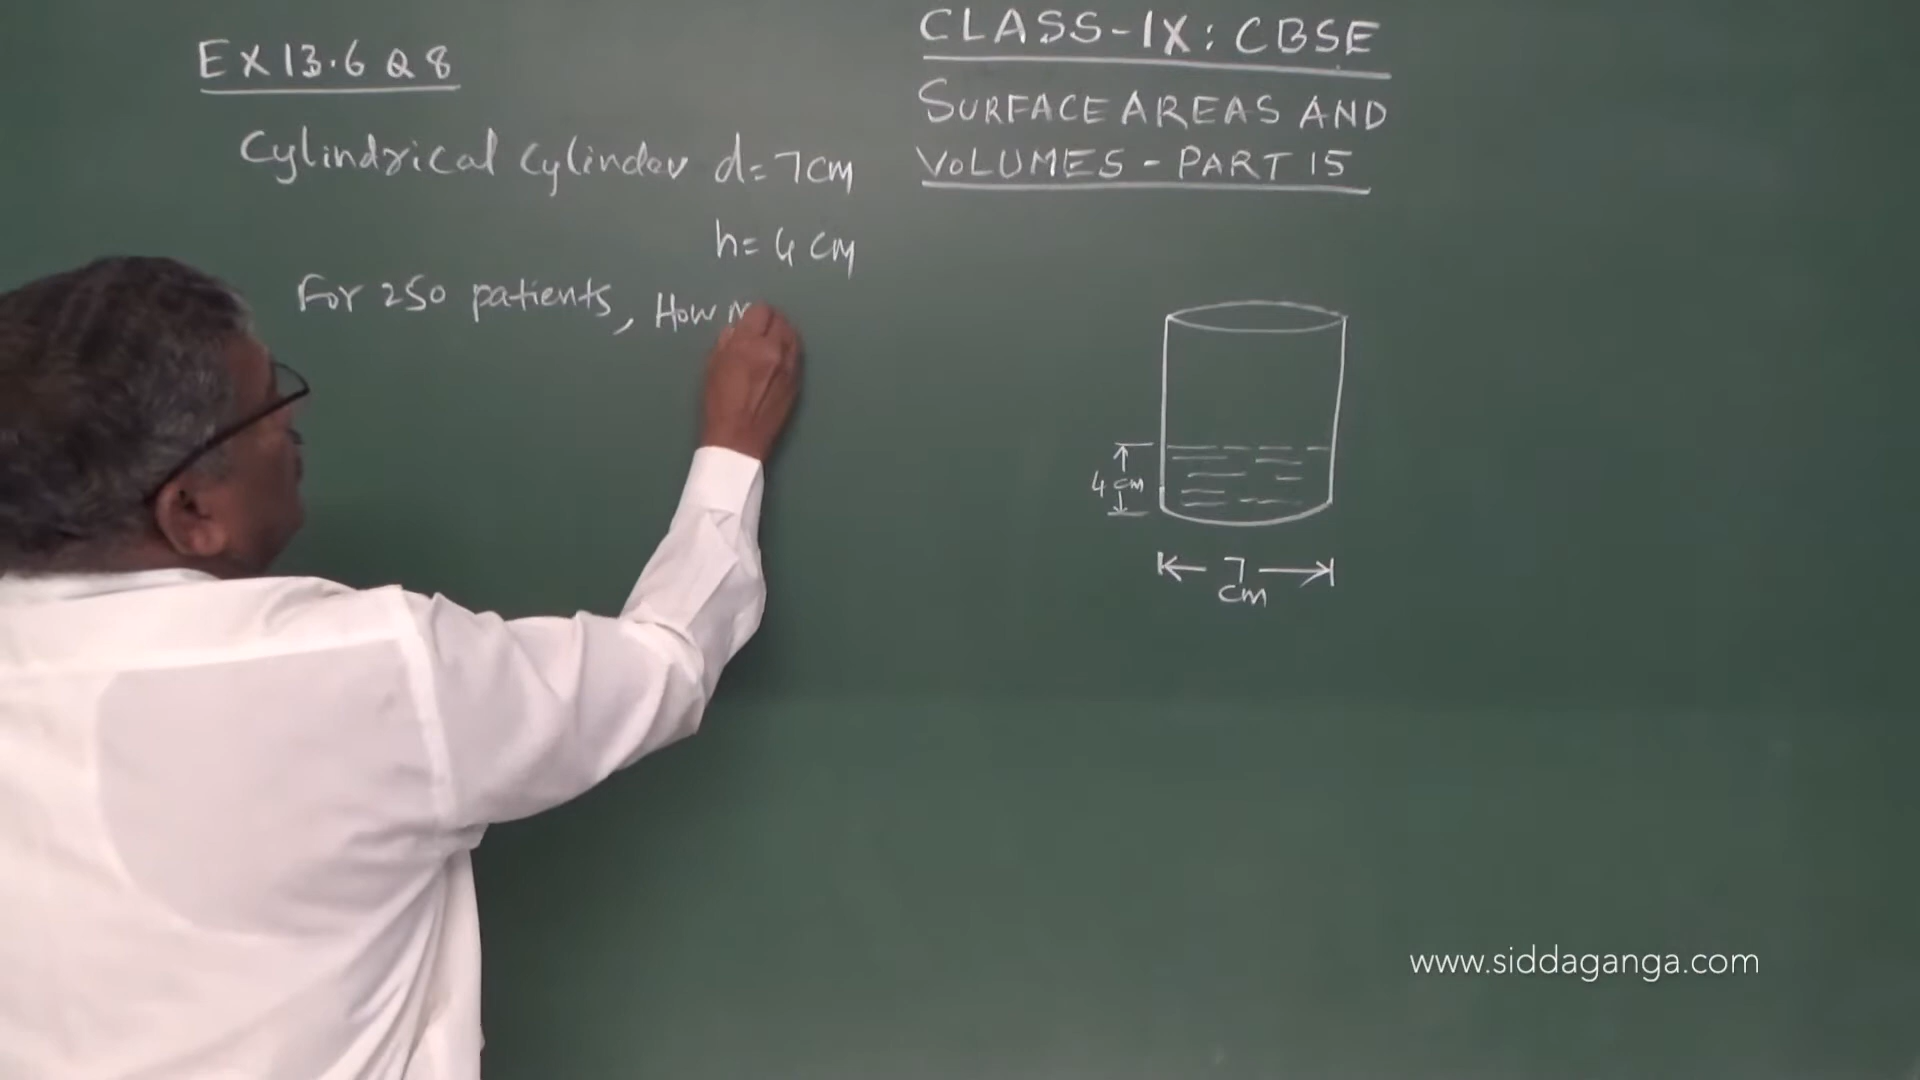 EX 13.6 Q 8
Cylindrical Cylinder d=7cm
h= 4 cm
For 250 patients, How
CLASS-IX: CBSE
SURFACE AREAS AND
VOLUMES - PART 15
4 cm
7
cm
www.siddaganga.com